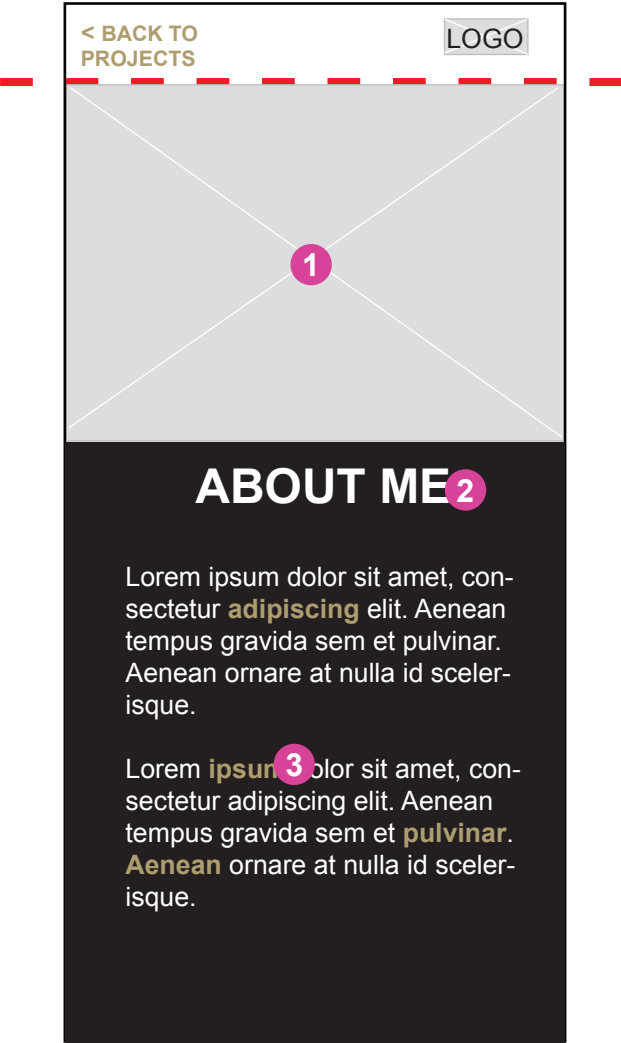 < BACK TO
PROJECTS
LOGO
1
ABOUT ME
2
Lorem ipsum dolor sit amet, con-
sectetur adipiscing elit. Aenean
tempus gravida sem et pulvinar.
Aenean ornare at nulla id sceler-
isque.
3
Lorem ipsum dolor sit amet, con-
sectetur adipiscing elit. Aenean
tempus gravida sem et pulvinar.
Aenean ornare at nulla id sceler-
isque.